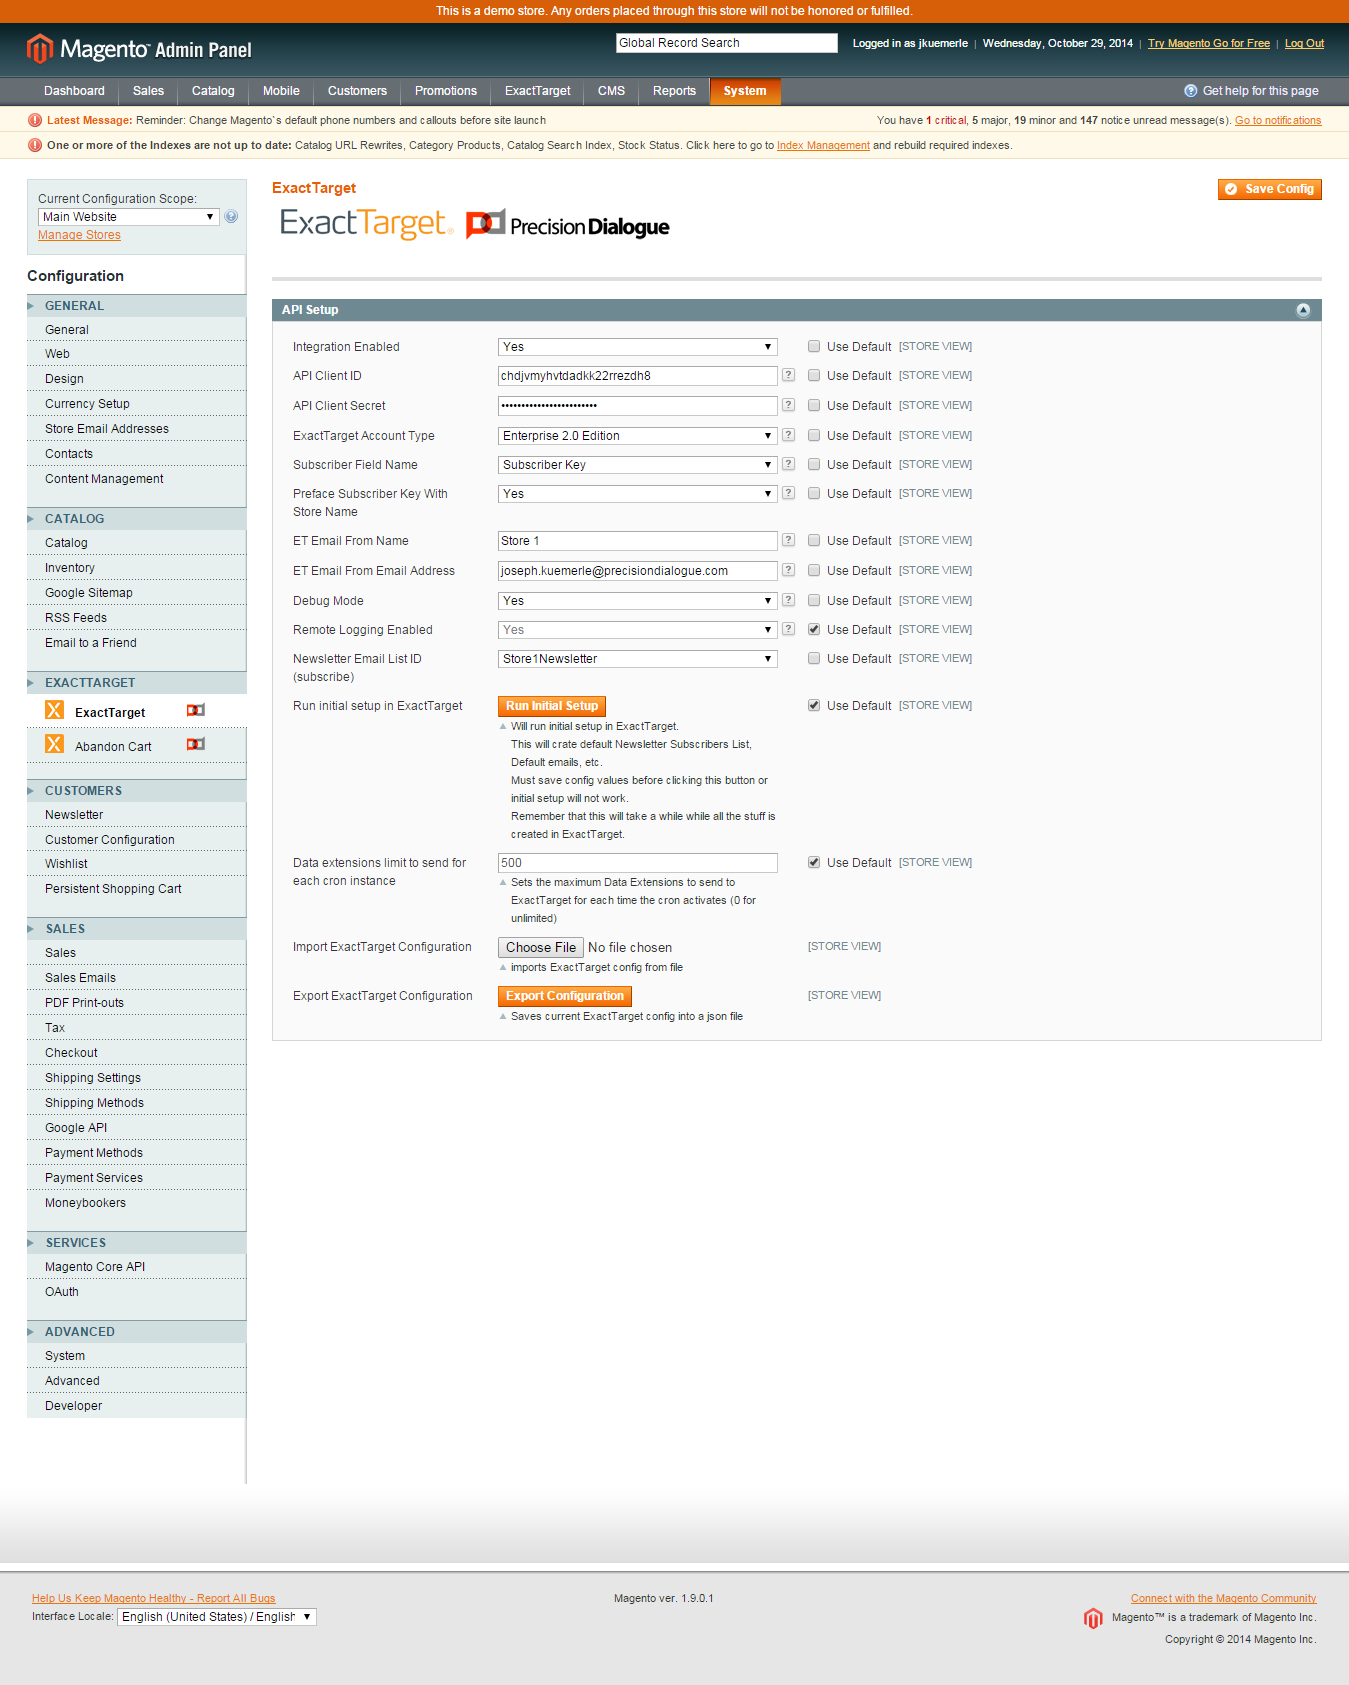 This is a demo store. Any orders placed through this store will not be honored or fulfilled.
Magento™ Admin Panel
Global Record Search
Logged in as jkuemerle | Wednesday, October 29, 2014 | Try Magento Go for Free | Log Out
Dashboard Sales Catalog Mobile Customers Promotions ExactTarget CMS Reports System
Get help for this page
Latest Message: Reminder: Change Magento`s default phone numbers and callouts before site launch
You have 1 critical, 5 major, 19 minor and 147 notice unread message(s). Go to notifications
One or more of the Indexes are not up to date: Catalog URL Rewrites, Category Products, Catalog Search Index, Stock Status. Click here to go to Index Management and rebuild required indexes.
Current Configuration Scope:
Main Website
Manage Stores
Configuration
GENERAL
General
Web
Design
Currency Setup
Store Email Addresses
Contacts
Content Management
CATALOG
Catalog
Inventory
Google Sitemap
RSS Feeds
Email to a Friend
EXACTTARGET
ExactTarget
Abandon Cart
CUSTOMERS
Newsletter
Customer Configuration
Wishlist
Persistent Shopping Cart
SALES
Sales
Sales Emails
PDF Print-outs
Tax
Checkout
Shipping Settings
Shipping Methods
Google API
Payment Methods
Payment Services
Moneybookers
SERVICES
Magento Core API
OAuth
ADVANCED
System
Advanced
Developer
ExactTarget
Save Config
ExactTarget® Precision Dialogue
API Setup
Integration Enabled Yes Use Default [STORE VIEW]
API Client ID chdjvmyhvtdadkk22rrezdh8 ? Use Default [STORE VIEW]
API Client Secret •••••••••••••••••••••••• ? Use Default [STORE VIEW]
ExactTarget Account Type Enterprise 2.0 Edition ? Use Default [STORE VIEW]
Subscriber Field Name Subscriber Key ? Use Default [STORE VIEW]
Preface Subscriber Key With Yes ? Use Default [STORE VIEW]
Store Name
ET Email From Name Store 1 ? Use Default [STORE VIEW]
ET Email From Email Address joseph.kuemerle@precisiondialogue.com ? Use Default [STORE VIEW]
Debug Mode Yes ? Use Default [STORE VIEW]
Remote Logging Enabled Yes ? Use Default [STORE VIEW]
Newsletter Email List ID Store1Newsletter Use Default [STORE VIEW]
(subscribe)
Run initial setup in ExactTarget Run Initial Setup Use Default [STORE VIEW]
Will run initial setup in ExactTarget.
This will crate default Newsletter Subscribers List,
Default emails, etc.
Must save config values before clicking this button or
initial setup will not work.
Remember that this will take a while while all the stuff is
created in ExactTarget.
Data extensions limit to send for 500 Use Default [STORE VIEW]
each cron instance
Sets the maximum Data Extensions to send to
ExactTarget for each time the cron activates (0 for
unlimited)
Import ExactTarget Configuration Choose File No file chosen [STORE VIEW]
imports ExactTarget config from file
Export ExactTarget Configuration Export Configuration [STORE VIEW]
Saves current ExactTarget config into a json file
Help Us Keep Magento Healthy - Report All Bugs
Interface Locale: English (United States) / English
Magento ver. 1.9.0.1
Connect with the Magento Community
Magento™ is a trademark of Magento Inc.
Copyright © 2014 Magento Inc.